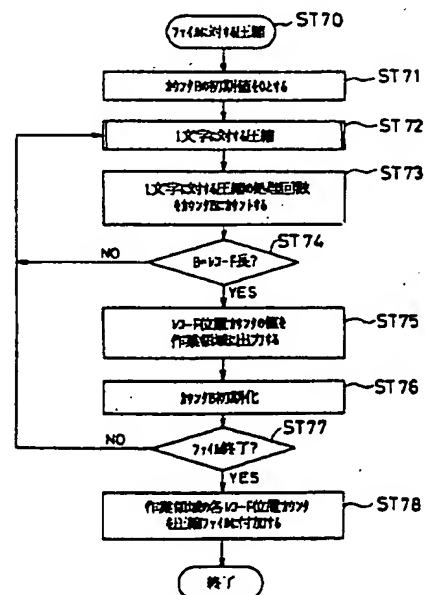 ファイルに対する圧縮
ST70
カウンタBの初期値を0とする
ST71
1文字に対する圧縮
ST72
1文字に対する圧縮の処理回数
をカウンタBにカウントする
ST73
B=レコード長?
ST74
NO
YES
レコード位置カウンタの値を
作業領域に出力する
ST75
カウンタB初期化
ST76
ファイル終了?
ST77
NO
YES
作業領域の各レコード位置カウンタ
を圧縮ファイルに付加する
ST78
終了